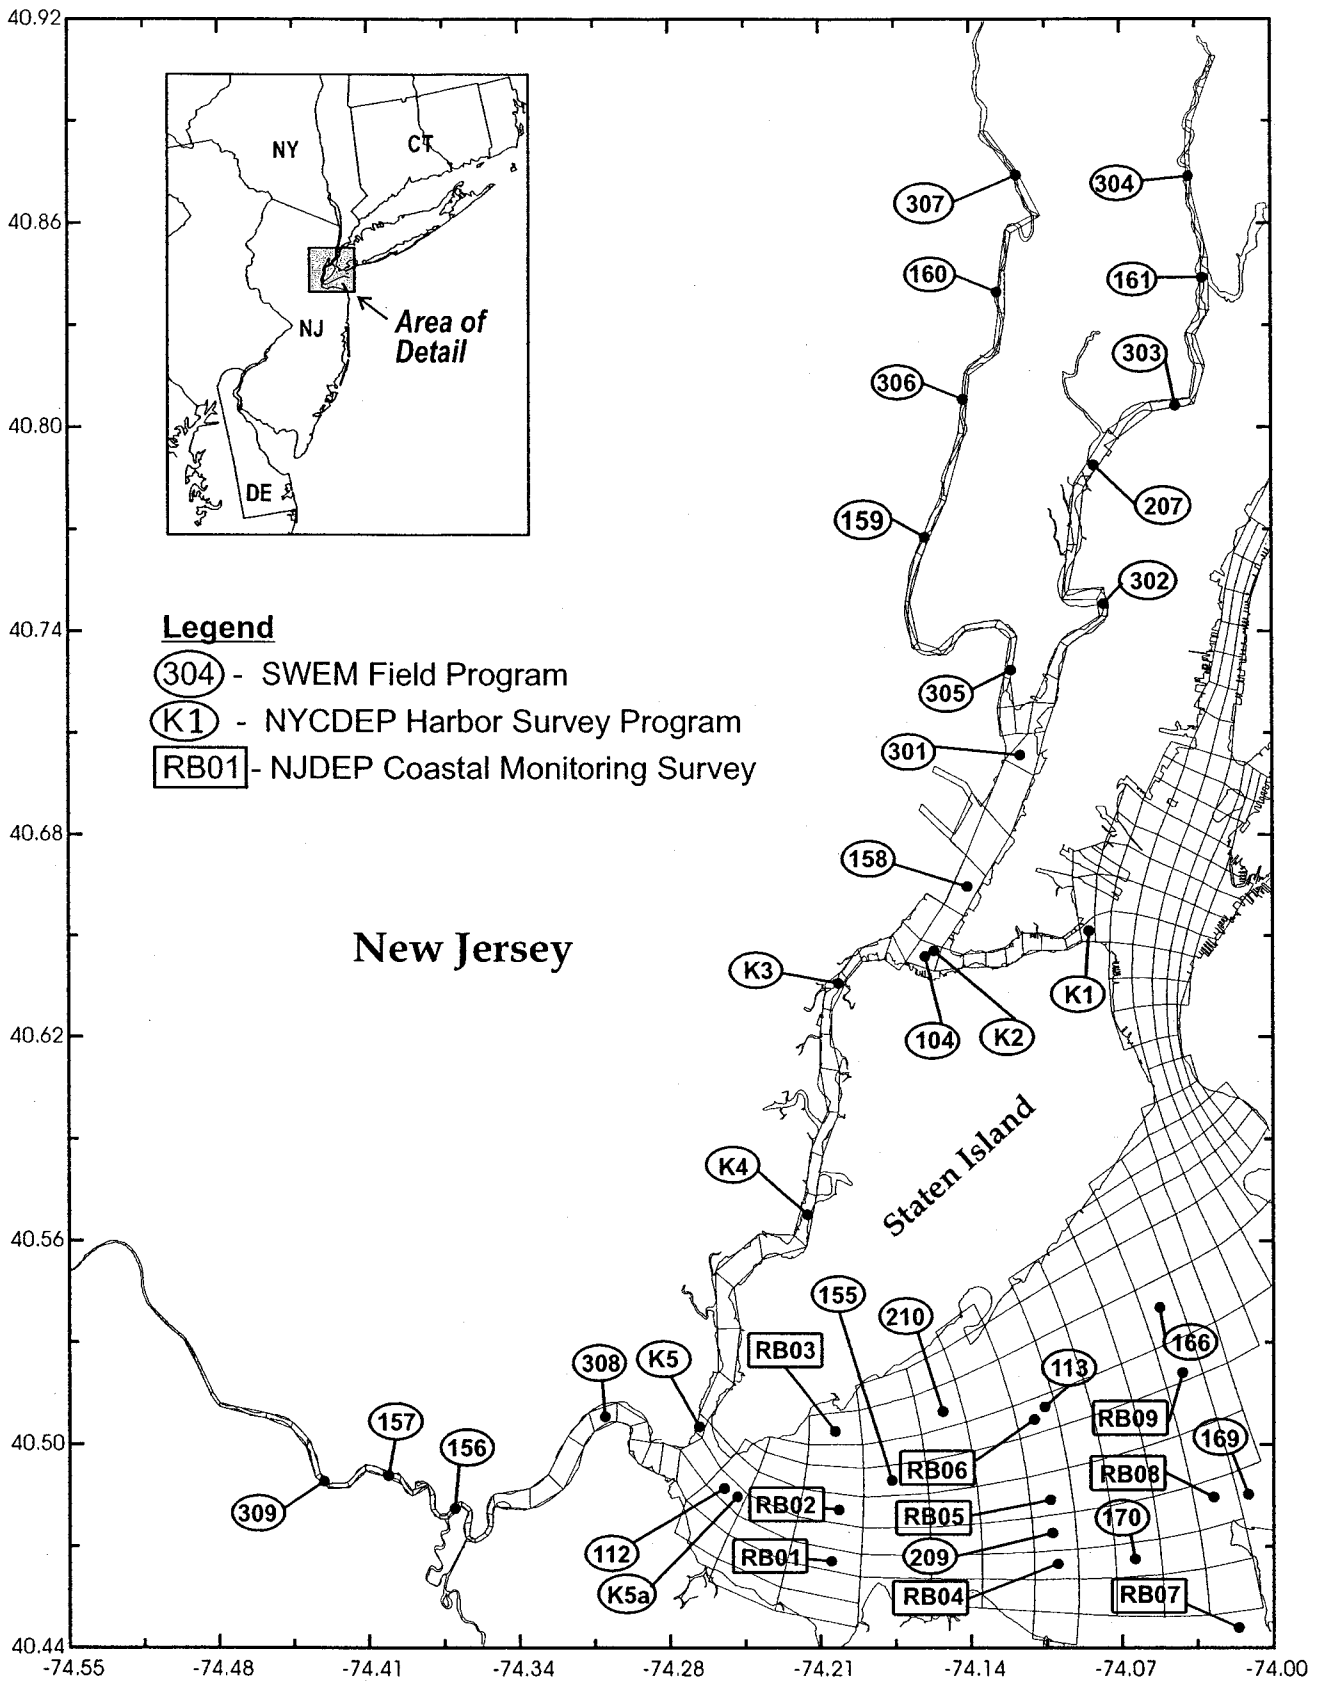 40.92
NY
CT
307
304
40.86
160
161
NJ
Area of
Detail
303
306
40.80
DE
207
159
302
40.74
Legend
304 - SWEM Field Program
305
K1 - NYCDEP Harbor Survey Program
301
RB01 - NJDEP Coastal Monitoring Survey
40.68
158
New Jersey
K3
K1
40.62
104
K2
Staten Island
K4
40.56
155
210
166
RB03
K5
308
113
RB09
157
169
40.50
156
RB06
RB08
309
RB02
RB05
170
112
RB01
209
K5a
RB04
RB07
40.44
-74.55 -74.48 -74.41 -74.34 -74.28 -74.21 -74.14 -74.07 -74.00